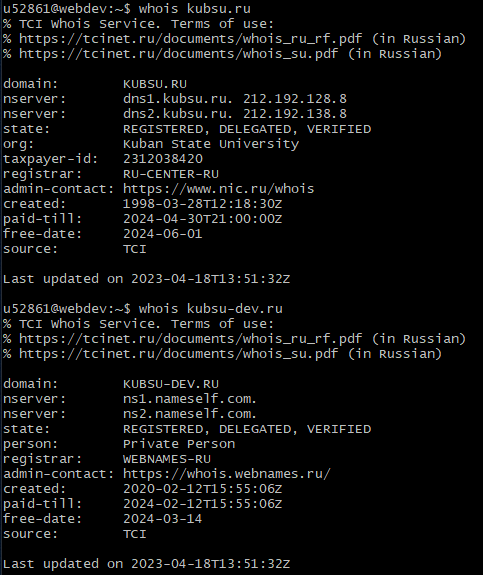 u52861@webdev:~$ whois kubsu.ru
% TCI Whois Service. Terms of use:
% https://tcinet.ru/documents/whois_ru_rf.pdf (in Russian)
% https://tcinet.ru/documents/whois_su.pdf (in Russian)

domain:        KUBSU.RU
nserver:       dns1.kubsu.ru. 212.192.128.8
nserver:       dns2.kubsu.ru. 212.192.138.8
state:         REGISTERED, DELEGATED, VERIFIED
org:           Kuban State University
taxpayer-id:   2312038420
registrar:     RU-CENTER-RU
admin-contact: https://www.nic.ru/whois
created:       1998-03-28T12:18:30Z
paid-till:     2024-04-30T21:00:00Z
free-date:     2024-06-01
source:        TCI

Last updated on 2023-04-18T13:51:32Z

u52861@webdev:~$ whois kubsu-dev.ru
% TCI Whois Service. Terms of use:
% https://tcinet.ru/documents/whois_ru_rf.pdf (in Russian)
% https://tcinet.ru/documents/whois_su.pdf (in Russian)

domain:        KUBSU-DEV.RU
nserver:       ns1.nameself.com.
nserver:       ns2.nameself.com.
state:         REGISTERED, DELEGATED, VERIFIED
person:        Private Person
registrar:     WEBNAMES-RU
admin-contact: https://whois.webnames.ru/
created:       2020-02-12T15:55:06Z
paid-till:     2024-02-12T15:55:06Z
free-date:     2024-03-14
source:        TCI

Last updated on 2023-04-18T13:51:32Z